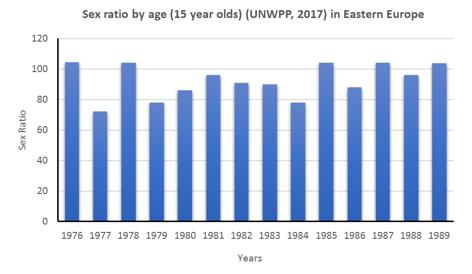 Sex ratio by age (15 year olds) (UNWPP, 2017) in Eastern Europe
120
100
80
60
40
20
0
Sex Ratio
1976 1977 1978 1979 1980 1981 1982 1983 1984 1985 1986 1987 1988 1989
Years